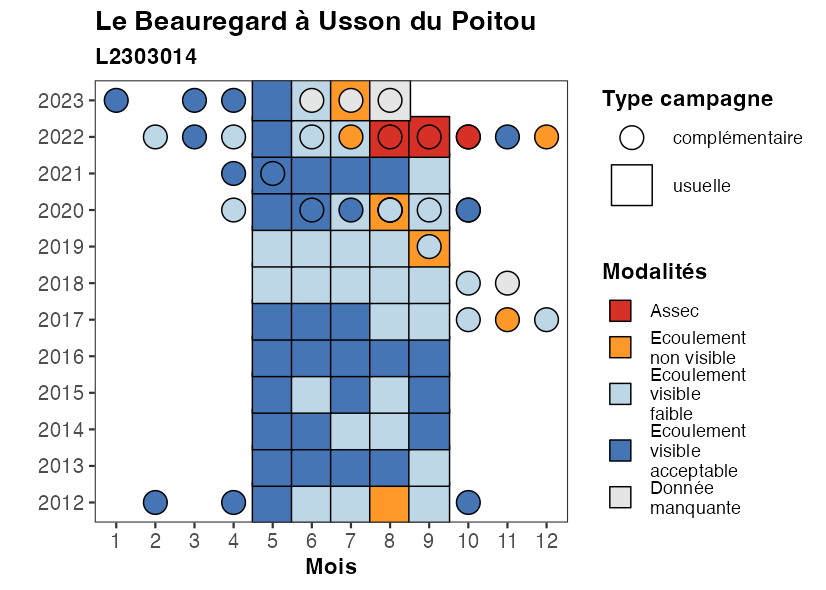 Le Beauregard à Usson du Poitou
L2303014
2023
2022
2021
2020
2019
2018
2017
2016
2015
2014
2013
2012
1 2 3 4 5 6 7 8 9 10 11 12
Mois
Type campagne
complémentaire
usuelle
Modalités
Assec
Ecoulement
non visible
Ecoulement
visible
faible
Ecoulement
visible
acceptable
Donnée
manquante